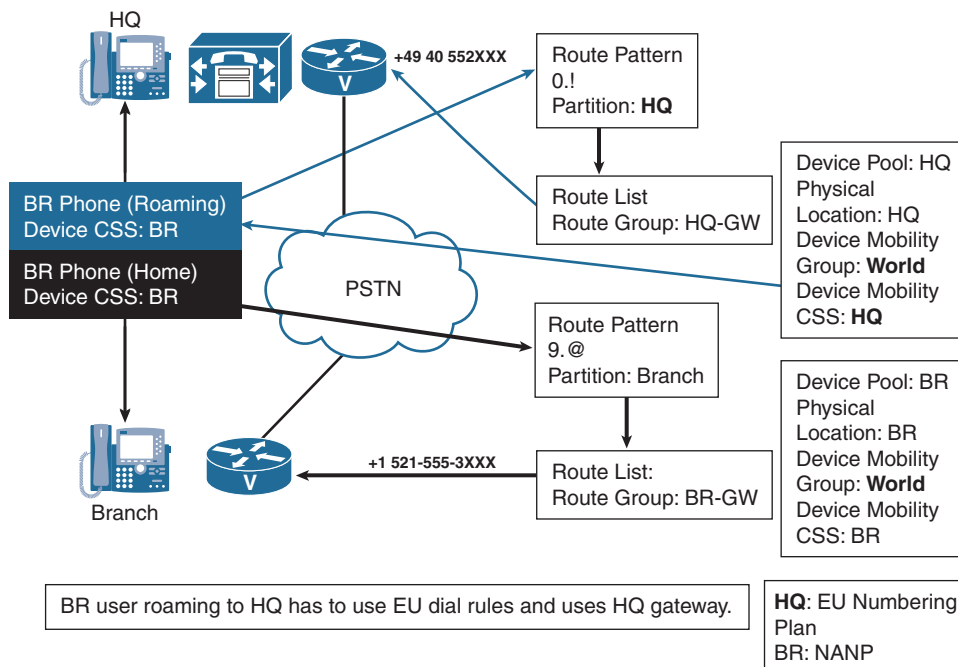 HQ
V
+49 40 552XXX
Route Pattern
0.!
Partition: HQ
Route List
Route Group: HQ-GW
Device Pool: HQ
Physical
Location: HQ
Device Mobility
Group: World
Device Mobility
CSS: HQ
BR Phone (Roaming)
Device CSS: BR
BR Phone (Home)
Device CSS: BR
PSTN
Route Pattern
9.@
Partition: Branch
Device Pool: BR
Physical
Location: BR
Device Mobility
Group: World
Device Mobility
CSS: BR
Branch
V
+1 521-555-3XXX
Route List:
Route Group: BR-GW
BR user roaming to HQ has to use EU dial rules and uses HQ gateway.
HQ: EU Numbering
Plan
BR: NANP